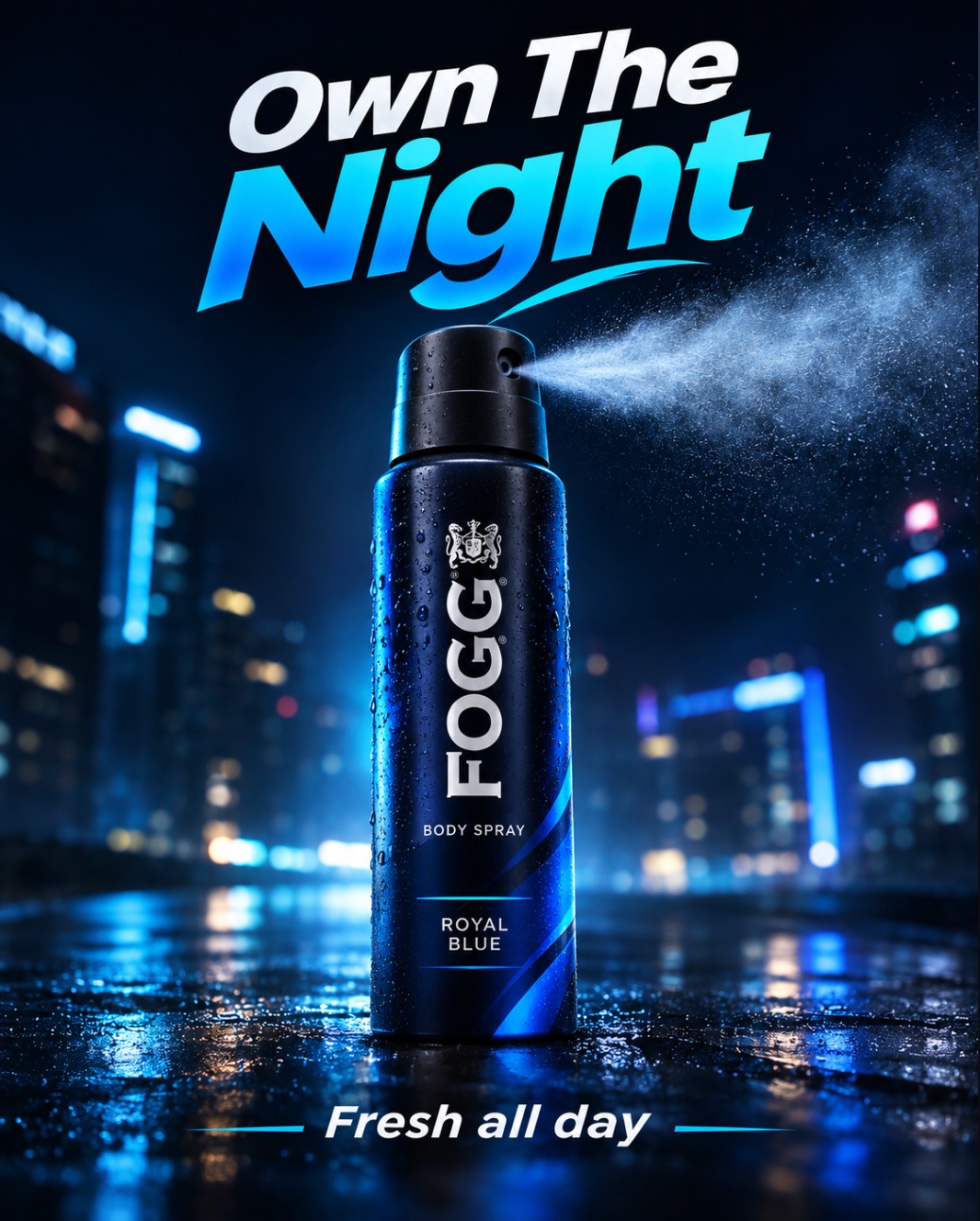 Own The
Night
FOGG
BODY SPRAY
ROYAL
BLUE
Fresh all day